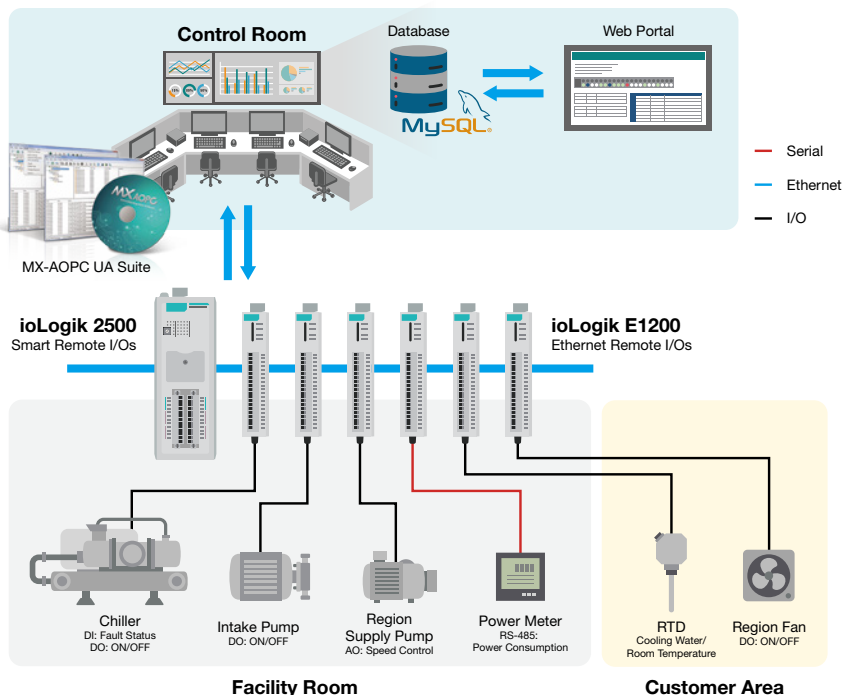 Control Room
Database
Web Portal
MySQL
Serial
Ethernet
I/O
MX-AOPC
MX-AOPC UA Suite
ioLogik 2500
Smart Remote I/Os
ioLogik E1200
Ethernet Remote I/Os
Chiller
DI: Fault Status
DO: ON/OFF
Intake Pump
DO: ON/OFF
Region
Supply Pump
AO: Speed Control
Power Meter
RS-485:
Power Consumption
RTD
Cooling Water/
Room Temperature
Region Fan
DO: ON/OFF
Facility Room
Customer Area